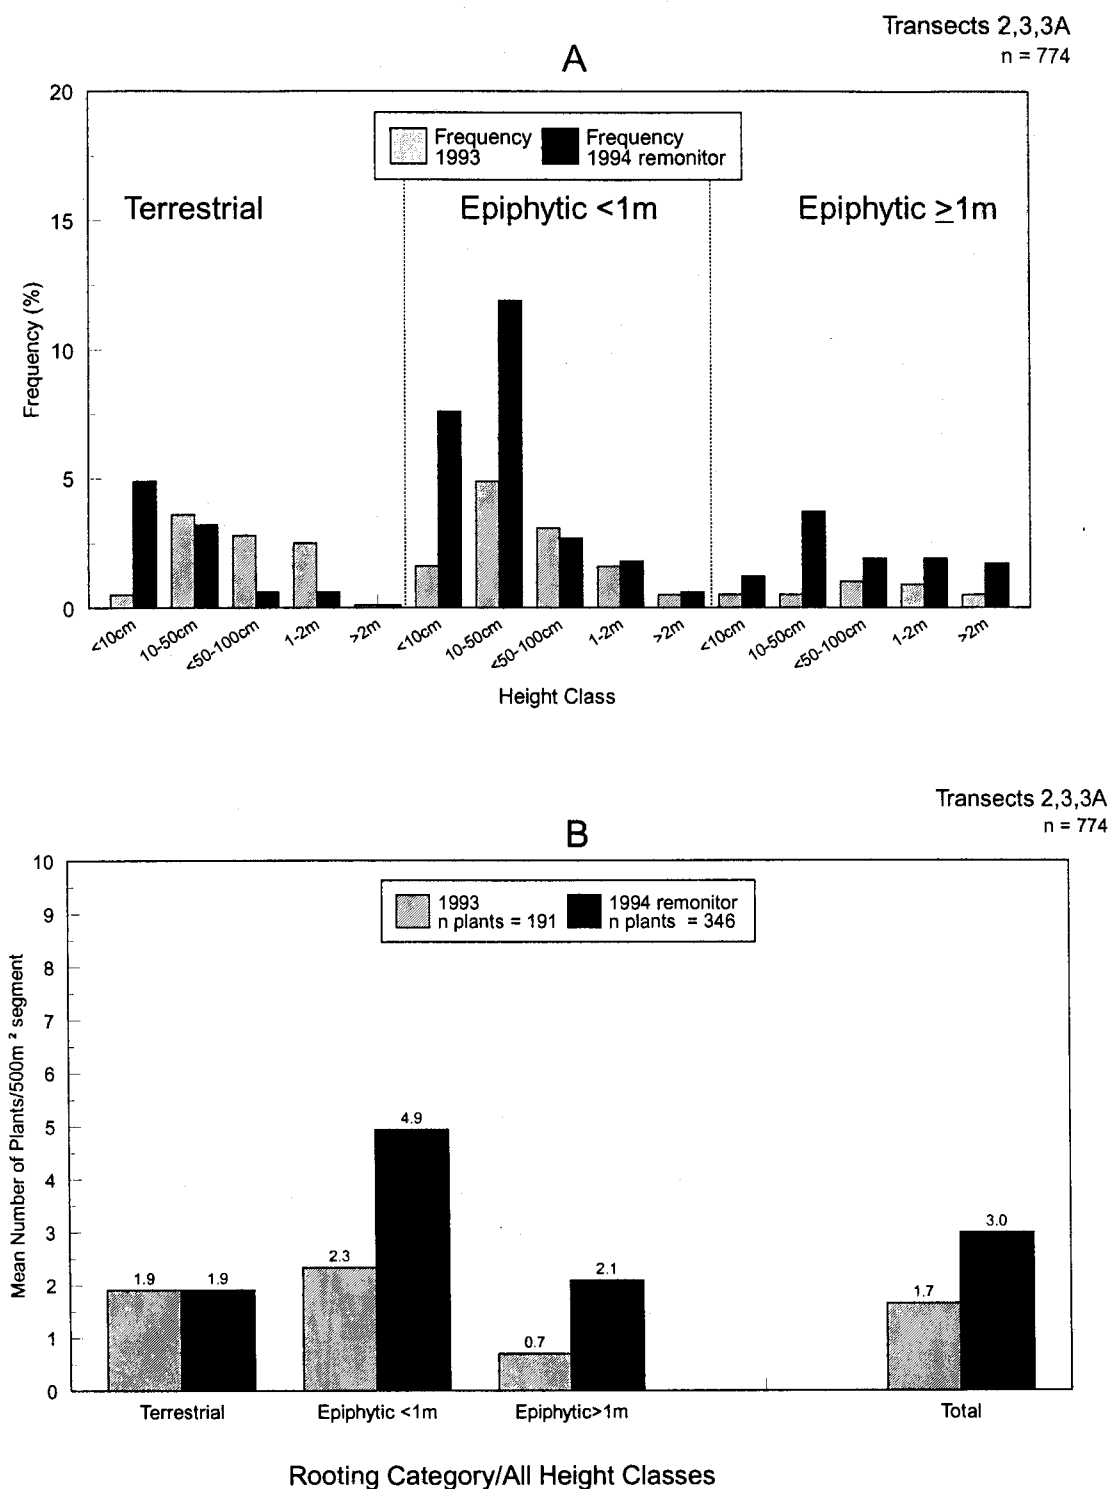 Transects 2,3,3A
n = 774
A
Frequency 1993
Frequency 1994 remonitor
Terrestrial
Epiphytic <1m
Epiphytic ≥1m
20
15
10
5
0
Frequency (%)
<10cm
10-50cm
<50-100cm
1-2m
>2m
<10cm
10-50cm
<50-100cm
1-2m
>2m
<10cm
10-50cm
<50-100cm
1-2m
>2m
Height Class
Transects 2,3,3A
n = 774
B
1993
n plants = 191
1994 remonitor
n plants = 346
10
9
8
7
6
5
4
3
2
1
0
Mean Number of Plants/500m ² segment
1.9
1.9
2.3
4.9
0.7
2.1
1.7
3.0
Terrestrial
Epiphytic <1m
Epiphytic>1m
Total
Rooting Category/All Height Classes